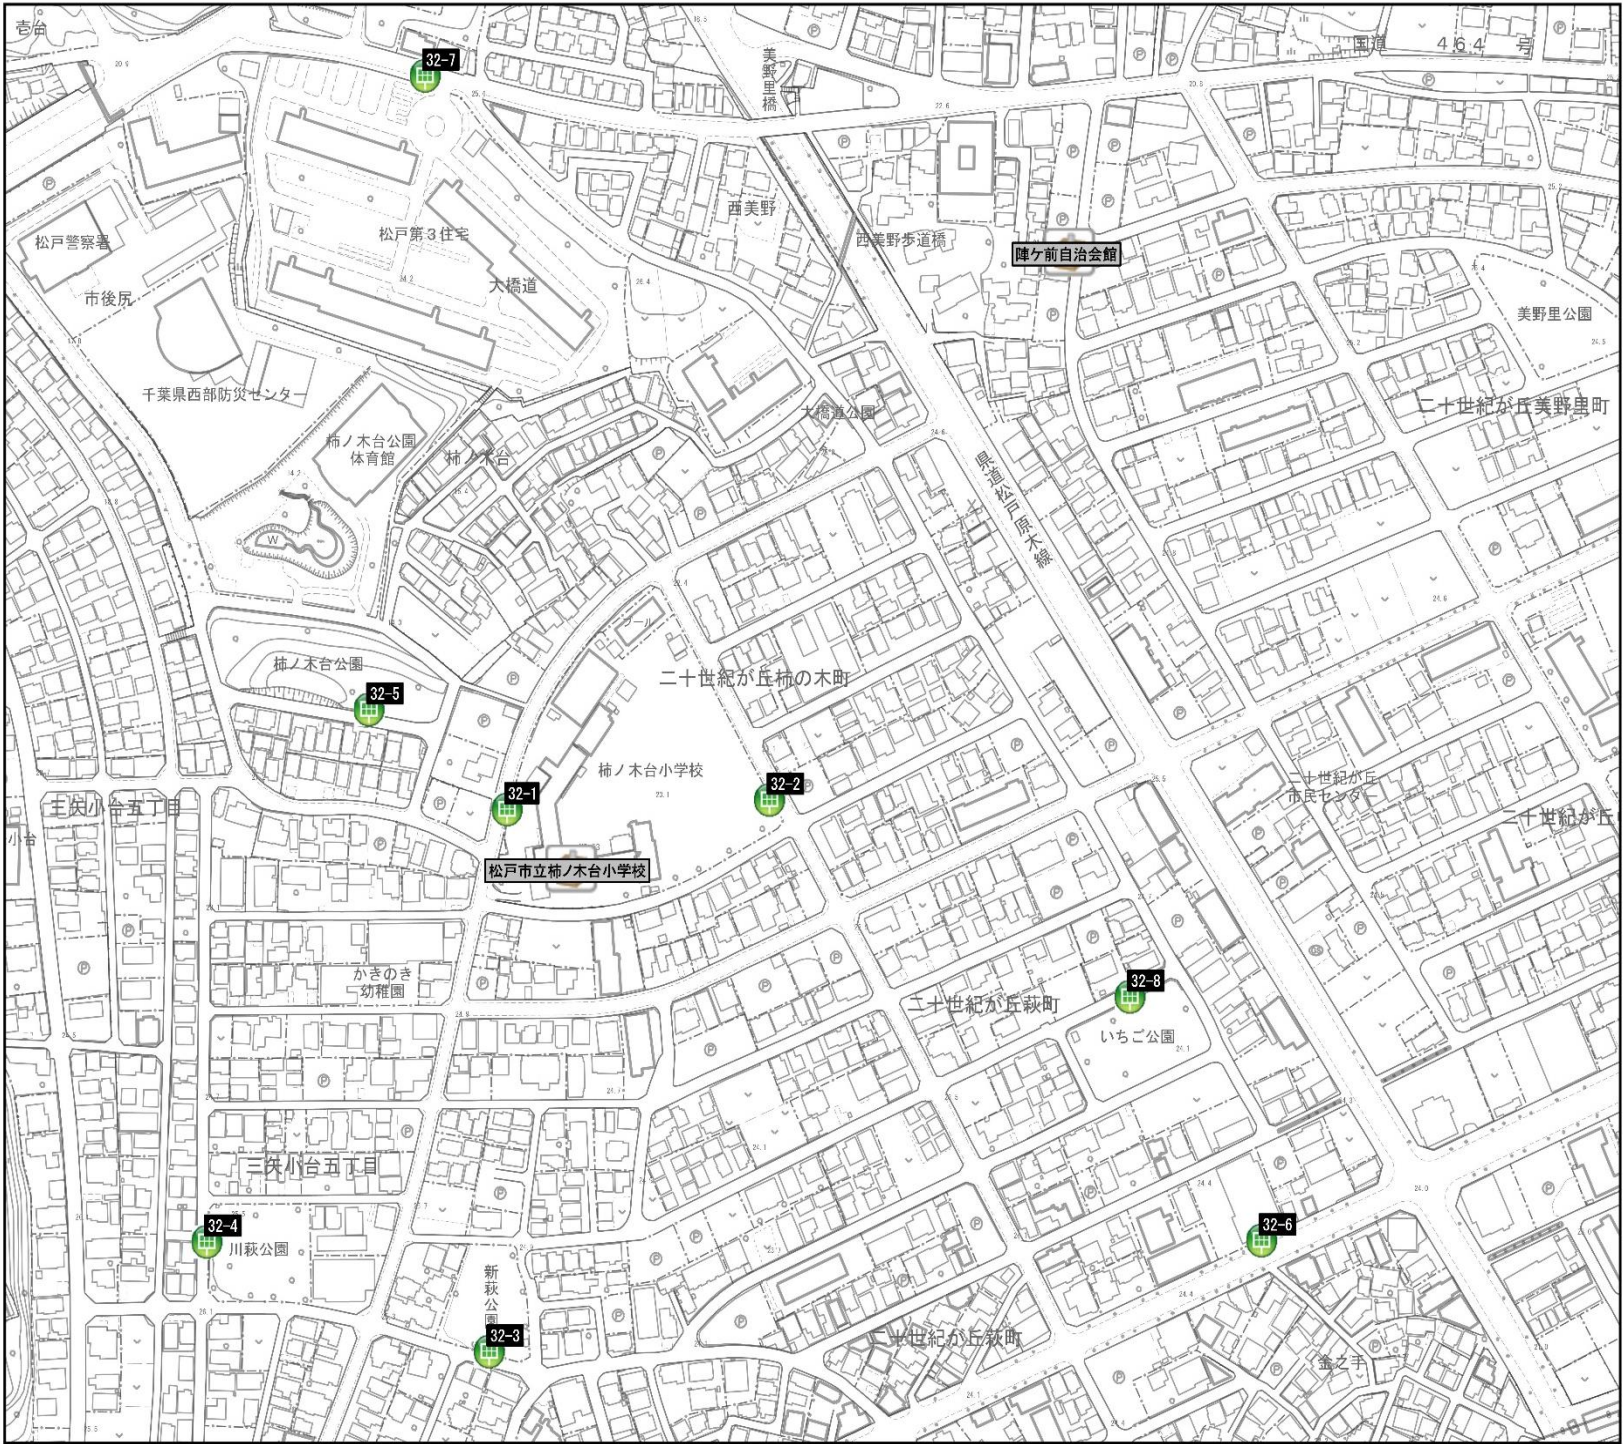 壱台
32-7
美野里橋
国道 464 号
西美野
松戸警察署
松戸第3住宅
西美野歩道橋
陣ケ前自治会館
大橋道
市後尻
美野里公園
千葉県西部防災センター
大橋道公園
二十世紀が丘美野里町
柿ノ木台公園
体育館
柿ノ木台
県道松戸原木線
W
プール
柿ノ木台公園
二十世紀が丘柿の木町
32-5
柿ノ木台小学校
23.1
32-1
32-2
二十世紀が丘
市民センター
三矢小台五丁目
二十世紀が丘
小台
松戸市立柿ノ木台小学校
かきのき
幼稚園
32-8
二十世紀が丘萩町
いちご公園
24.1
三矢小台五丁目
32-4
川萩公園
32-6
新萩公園
32-3
二十世紀が丘萩町
金之手